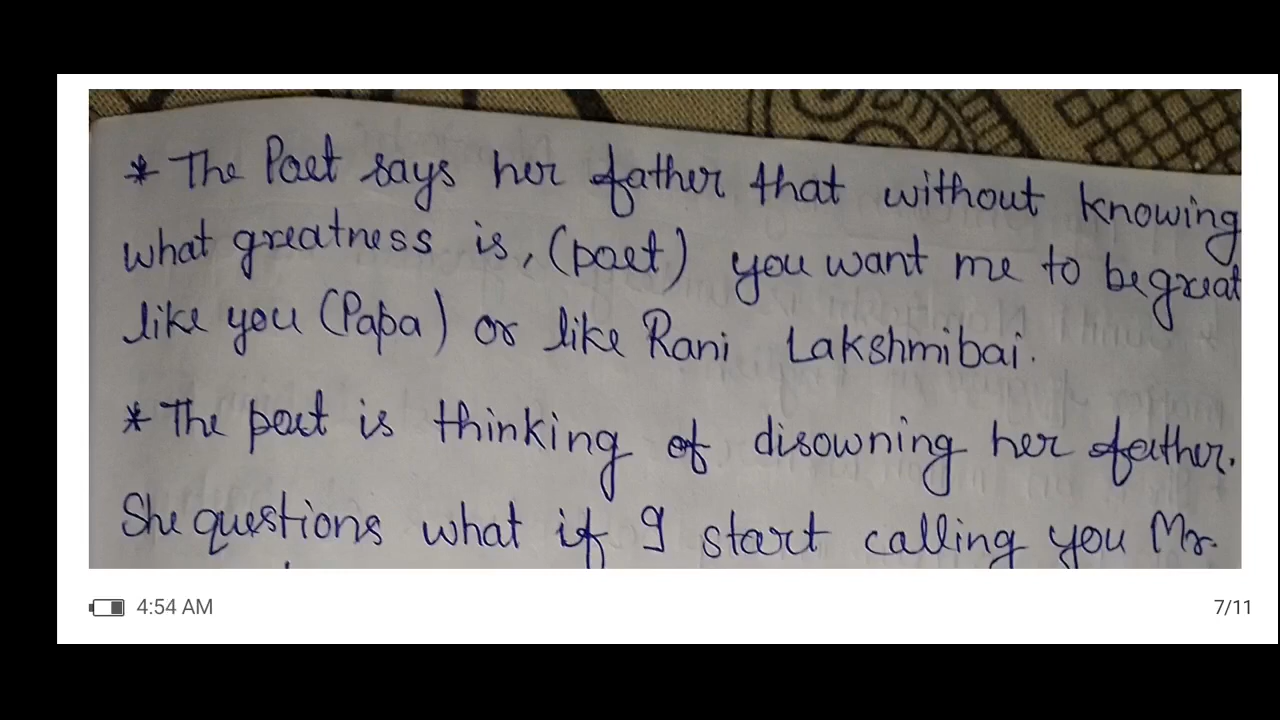 * The Poet says her father that without knowing
what greatness is, (poet) you want me to be great
like you (Papa) or like Rani Lakshmibai.
* The poet is thinking of disowning her father.
She questions what if I start calling you Mr.
4:54 AM
7/11